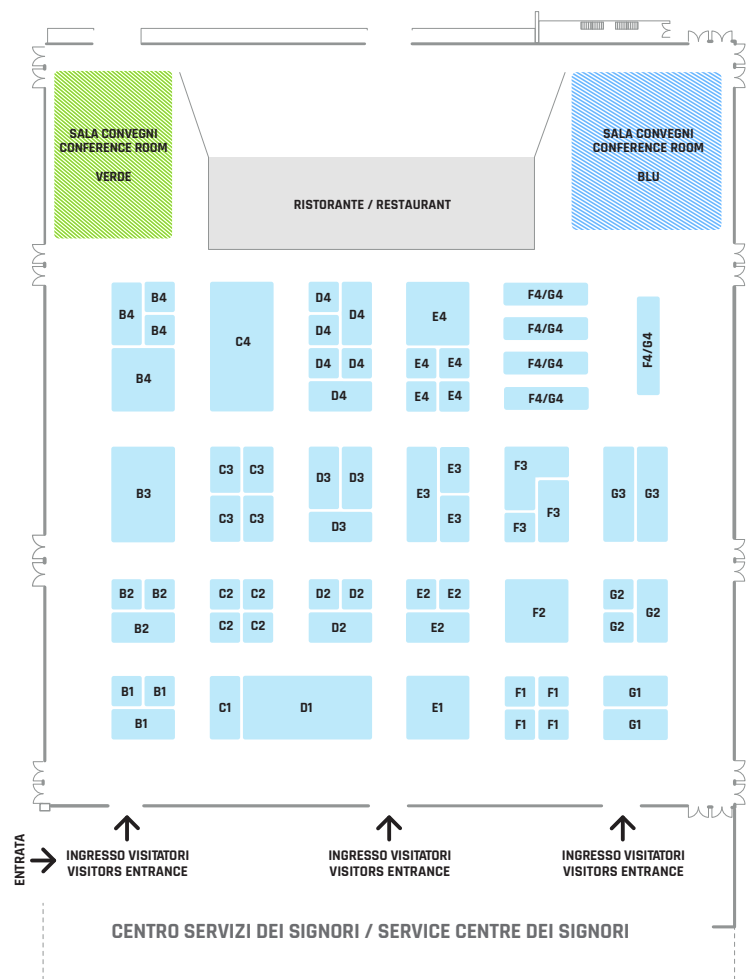 SALA CONVEGNI
CONFERENCE ROOM
VERDE
SALA CONVEGNI
CONFERENCE ROOM
BLU
RISTORANTE / RESTAURANT
B4
B4
B4
B4
C4
D4
D4
D4
D4
D4
D4
E4
E4
E4
E4
E4
F4/G4
F4/G4
F4/G4
F4/G4
F4/G4
B3
C3
C3
C3
C3
D3
D3
D3
E3
E3
E3
F3
F3
F3
G3
G3
B2
B2
B2
C2
C2
C2
C2
D2
D2
D2
E2
E2
E2
F2
G2
G2
G2
B1
B1
B1
C1
D1
E1
F1
F1
F1
F1
G1
G1
ENTRATA
INGRESSO VISITATORI
VISITORS ENTRANCE
INGRESSO VISITATORI
VISITORS ENTRANCE
INGRESSO VISITATORI
VISITORS ENTRANCE
CENTRO SERVIZI DEI SIGNORI / SERVICE CENTRE DEI SIGNORI